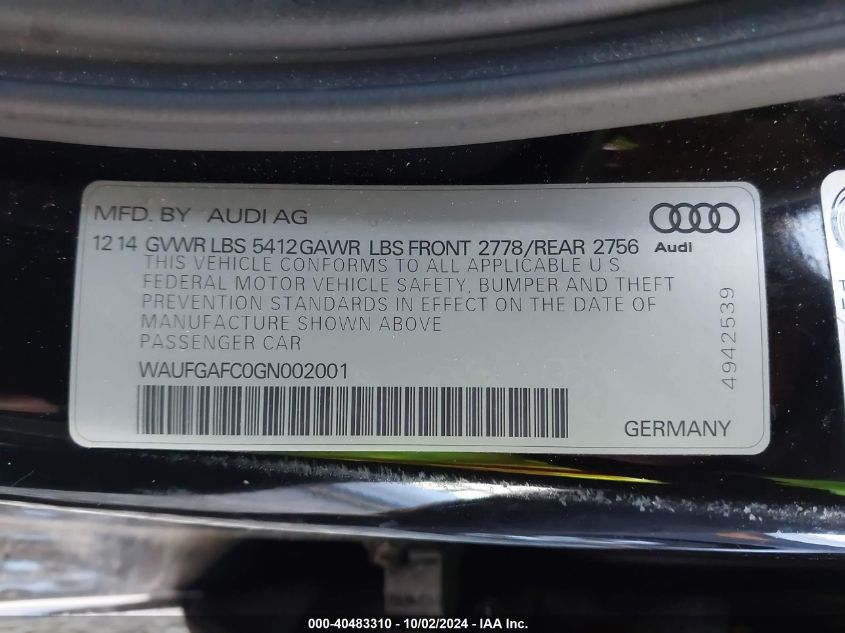 MFD. BY AUDI AG
12 14 GVWR LBS 5412 GAWR LBS FRONT 2778/REAR 2756
Audi
THIS VEHICLE CONFORMS TO ALL APPLICABLE U.S.
FEDERAL MOTOR VEHICLE SAFETY, BUMPER AND THEFT
PREVENTION STANDARDS IN EFFECT ON THE DATE OF
MANUFACTURE SHOWN ABOVE
PASSENGER CAR
4942539
WAUFGAFC0GN002001
GERMANY
000-40483310 - 10/02/2024 - IAA Inc.